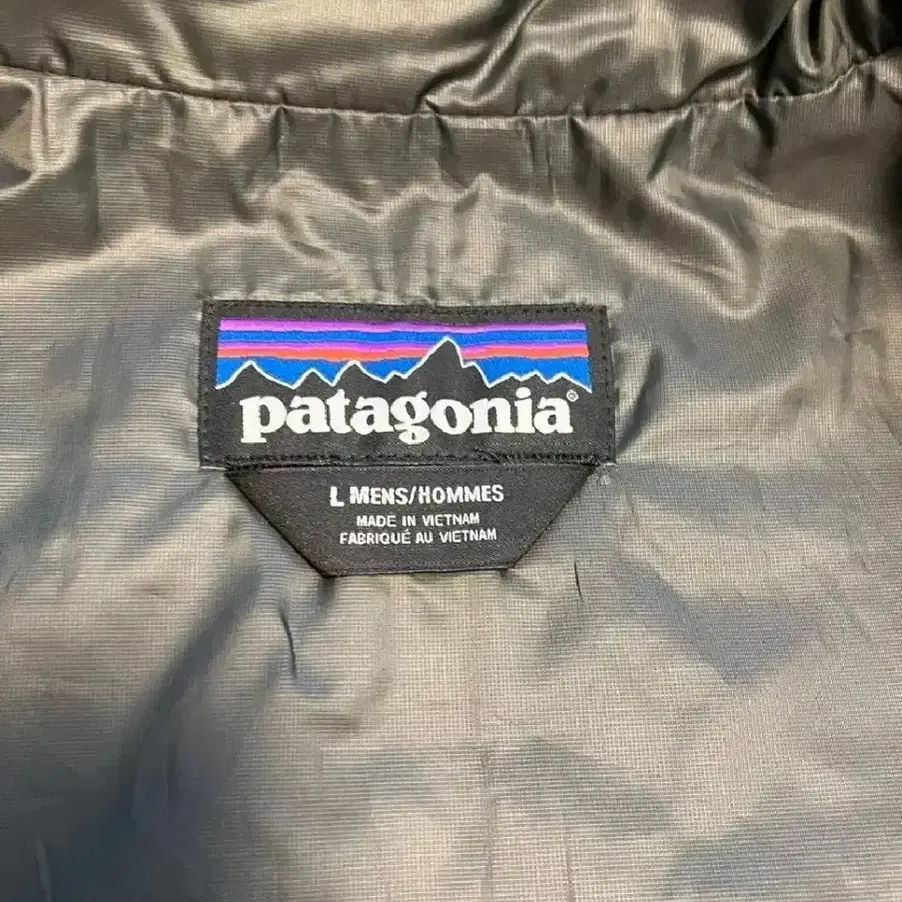 patagonia®
L MENS/HOMMES
MADE IN VIETNAM
FABRIQUÉ AU VIETNAM